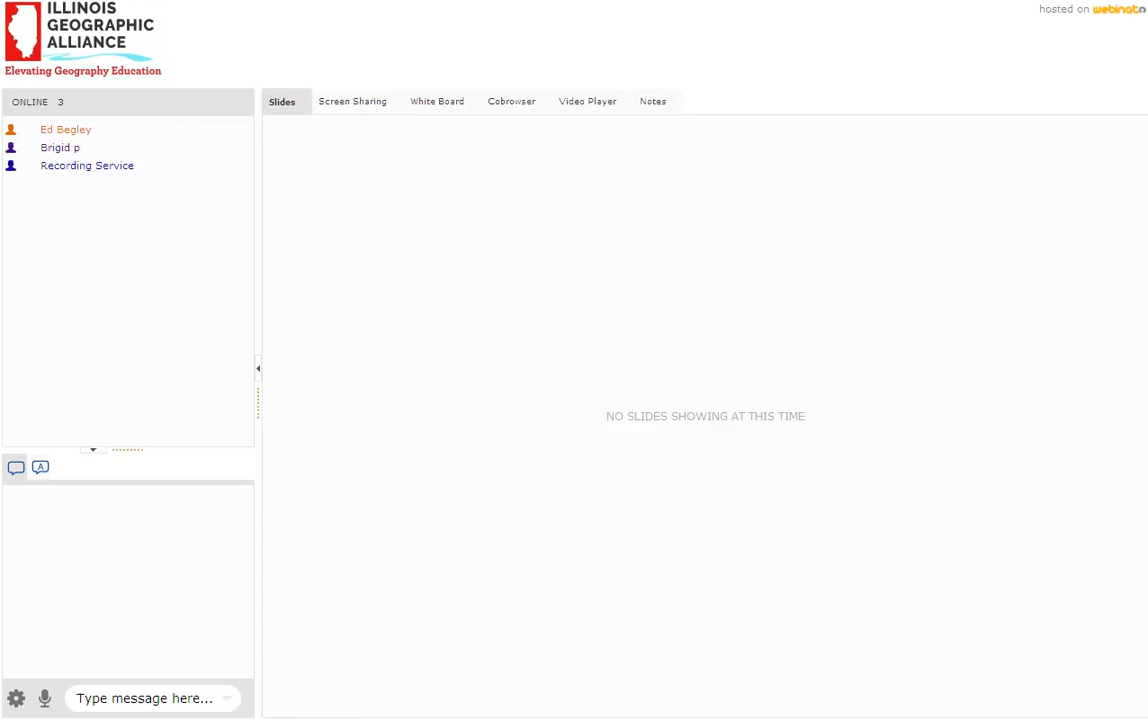 ILLINOIS
GEOGRAPHIC
ALLIANCE
Elevating Geography Education
hosted on webinato
ONLINE 3
Ed Begley
Brigid p
Recording Service
Slides
Screen Sharing
White Board
Cobrowser
Video Player
Notes
NO SLIDES SHOWING AT THIS TIME
A
Type message here...